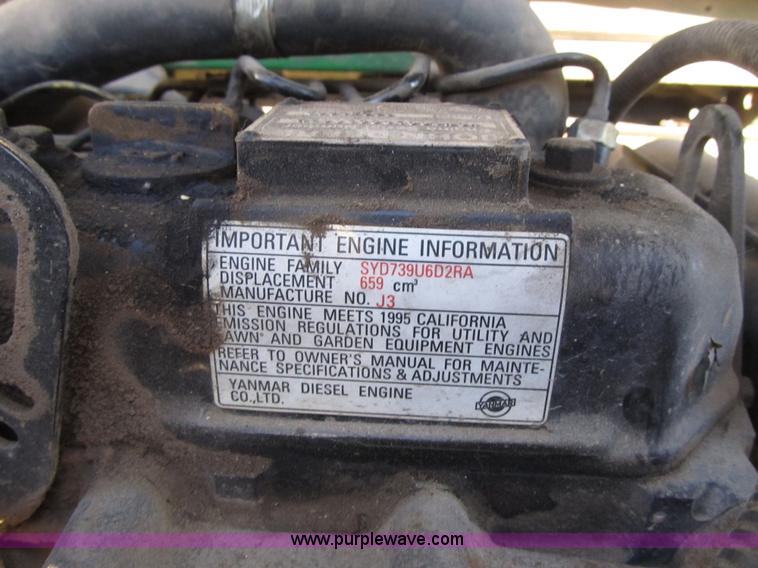 IMPORTANT ENGINE INFORMATION
ENGINE FAMILY SYD739U6D2RA
DISPLACEMENT 659 cm³
MANUFACTURE NO. J3
THIS ENGINE MEETS 1995 CALIFORNIA
EMISSION REGULATIONS FOR UTILITY AND
LAWN AND GARDEN EQUIPMENT ENGINES
REFER TO OWNER'S MANUAL FOR MAINTE-
NANCE SPECIFICATIONS & ADJUSTMENTS
YANMAR DIESEL ENGINE
CO.,LTD.
YANMAR
www.purplewave.com